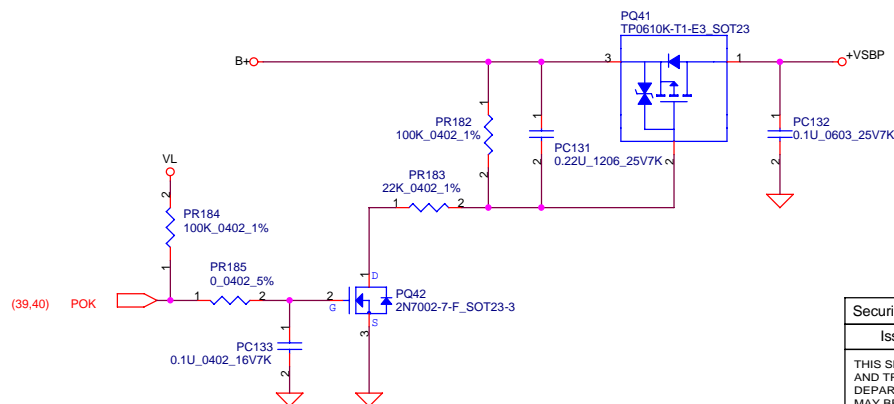 PQ41
TP0610K-T1-E3_SOT23
B+
3
1
+VSBP
1
PR182
100K_0402_1%
2
1
PC131
0.22U_1206_25V7K
2
2
1
PC132
0.1U_0603_25V7K
2
VL
2
PR184
100K_0402_1%
1
PR183
22K_0402_1%
1
2
PR185
0_0402_5%
(39,40)
POK
1
2
2
G
1
D
PQ42
2N7002-7-F_SOT23-3
S
3
1
PC133
0.1U_0402_16V7K
2
Securi
Iss
THIS S
AND T
DEPAR
MAY B